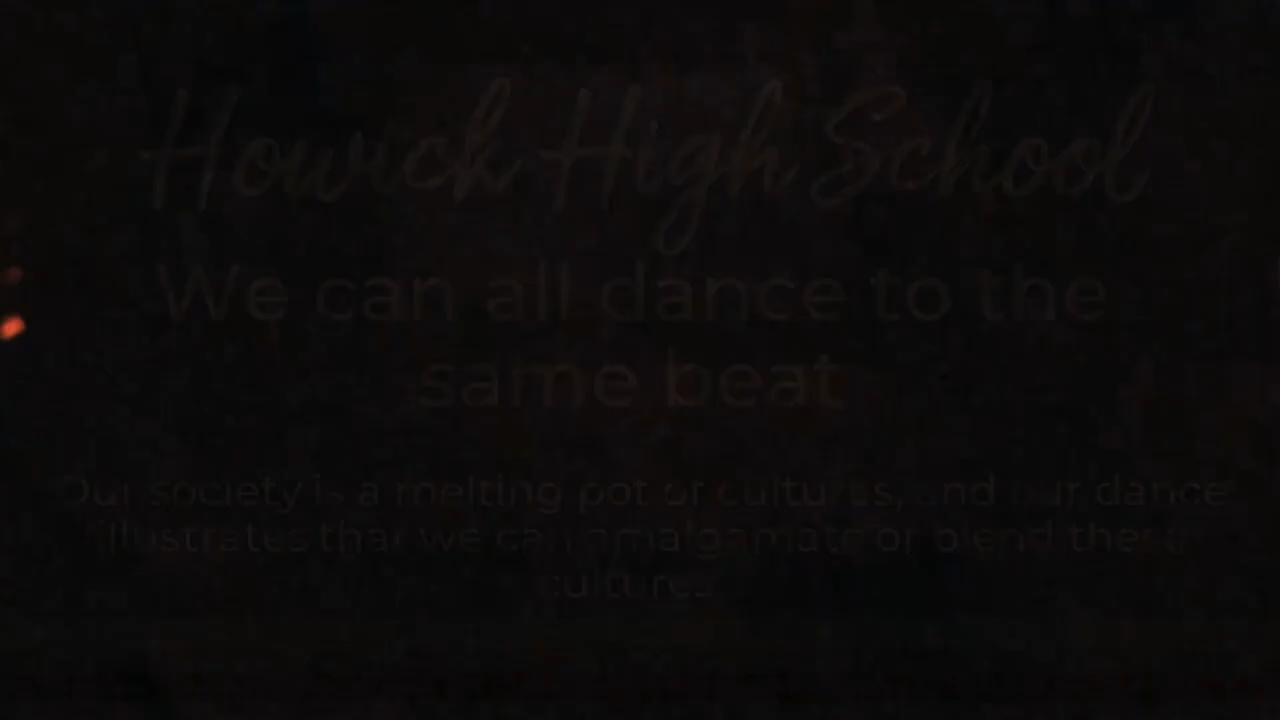 Howick High School
We can all dance to the
same beat
Our society is a melting pot of cultures, and our dance
illustrates that we can amalgamate or blend these
cultures